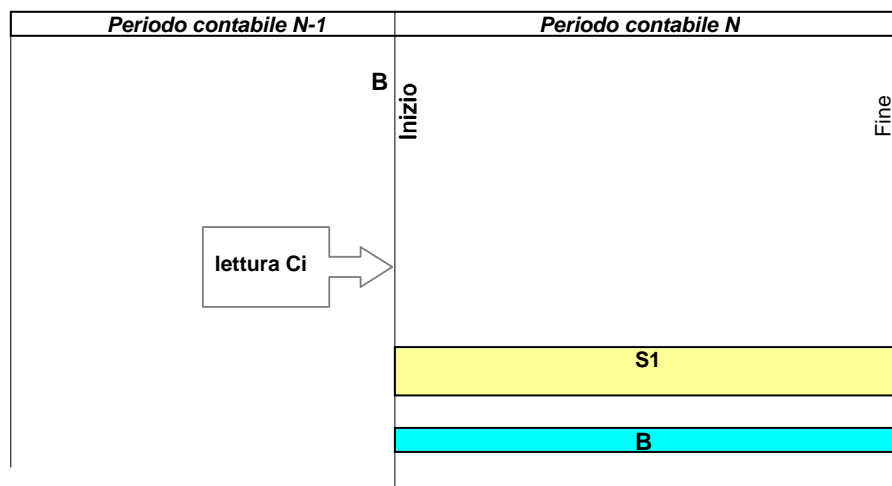 Periodo contabile N-1
Periodo contabile N
B
Inizio
Fine
lettura Ci
S1
B